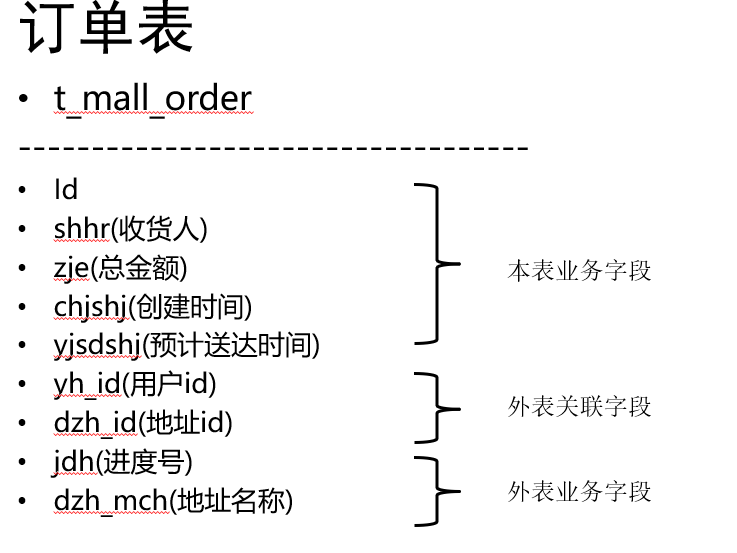 订单表
• t_mall_order
-----------------------------------
• Id
• shhr(收货人)
• zje(总金额)
• chjshj(创建时间)
• yjsdshj(预计送达时间)
本表业务字段
• yh_id(用户id)
• dzh_id(地址id)
外表关联字段
• jdh(进度号)
• dzh_mch(地址名称)
外表业务字段